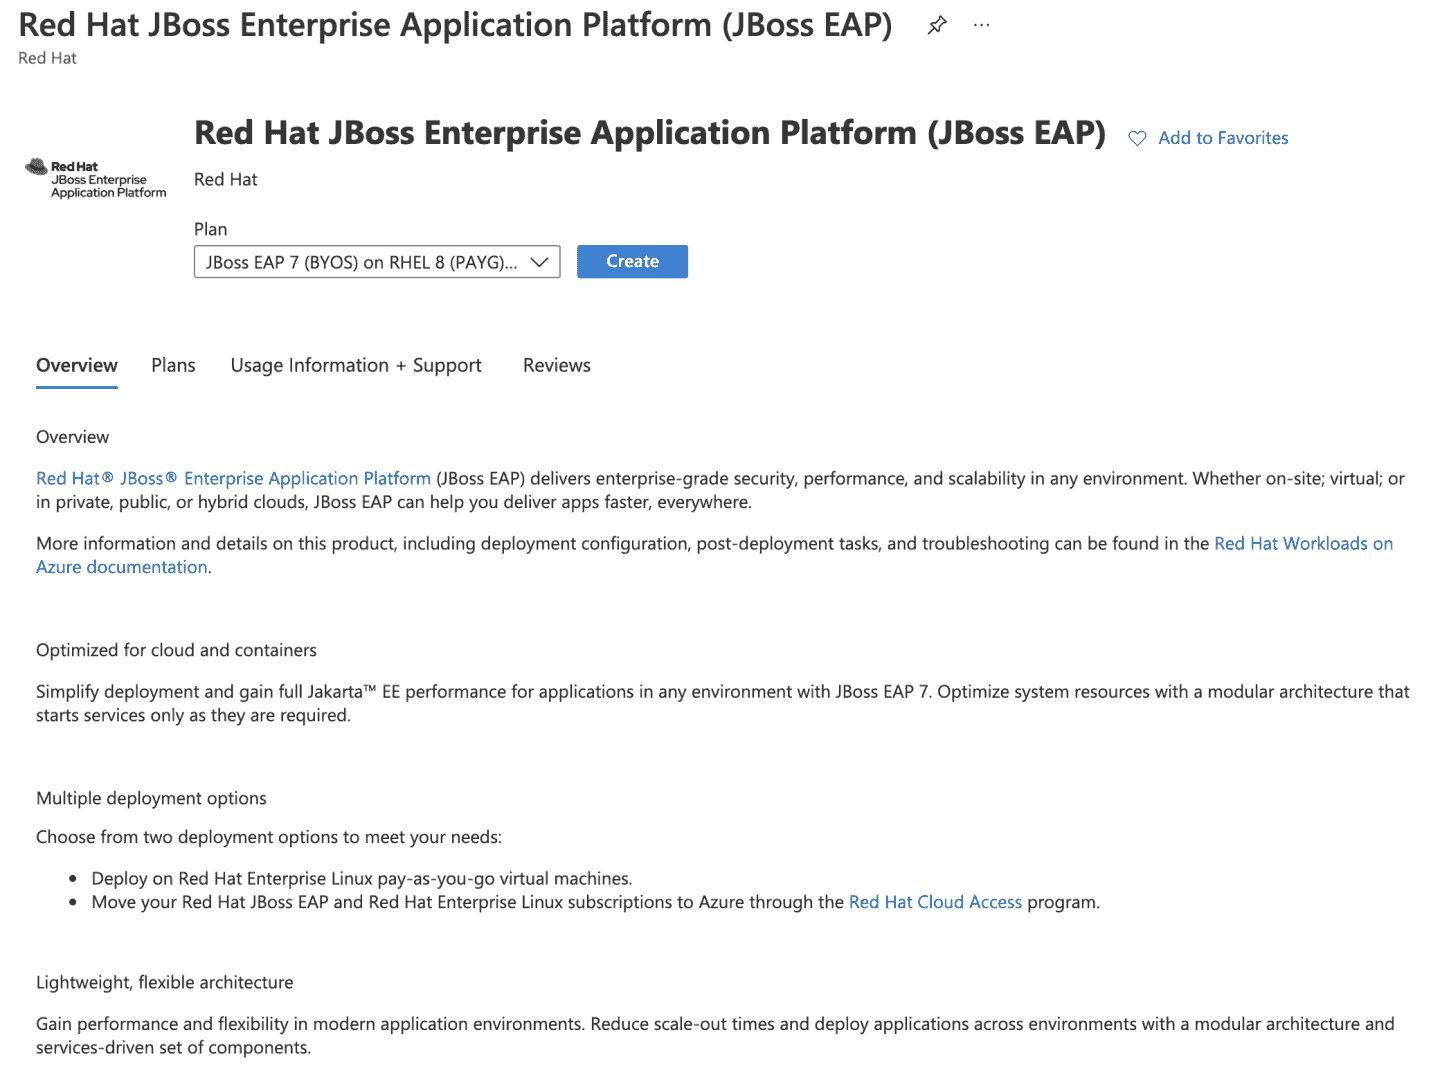 Red Hat JBoss Enterprise Application Platform (JBoss EAP)
Red Hat
Red Hat
JBoss Enterprise
Application Platform
Red Hat JBoss Enterprise Application Platform (JBoss EAP)
Add to Favorites
Red Hat
Plan
JBoss EAP 7 (BYOS) on RHEL 8 (PAYG)...
Create
Overview Plans Usage Information + Support Reviews
Overview
Red Hat® JBoss® Enterprise Application Platform (JBoss EAP) delivers enterprise-grade security, performance, and scalability in any environment. Whether on-site; virtual; or
in private, public, or hybrid clouds, JBoss EAP can help you deliver apps faster, everywhere.
More information and details on this product, including deployment configuration, post-deployment tasks, and troubleshooting can be found in the Red Hat Workloads on
Azure documentation.
Optimized for cloud and containers
Simplify deployment and gain full Jakarta™ EE performance for applications in any environment with JBoss EAP 7. Optimize system resources with a modular architecture that
starts services only as they are required.
Multiple deployment options
Choose from two deployment options to meet your needs:
• Deploy on Red Hat Enterprise Linux pay-as-you-go virtual machines.
• Move your Red Hat JBoss EAP and Red Hat Enterprise Linux subscriptions to Azure through the Red Hat Cloud Access program.
Lightweight, flexible architecture
Gain performance and flexibility in modern application environments. Reduce scale-out times and deploy applications across environments with a modular architecture and
services-driven set of components.